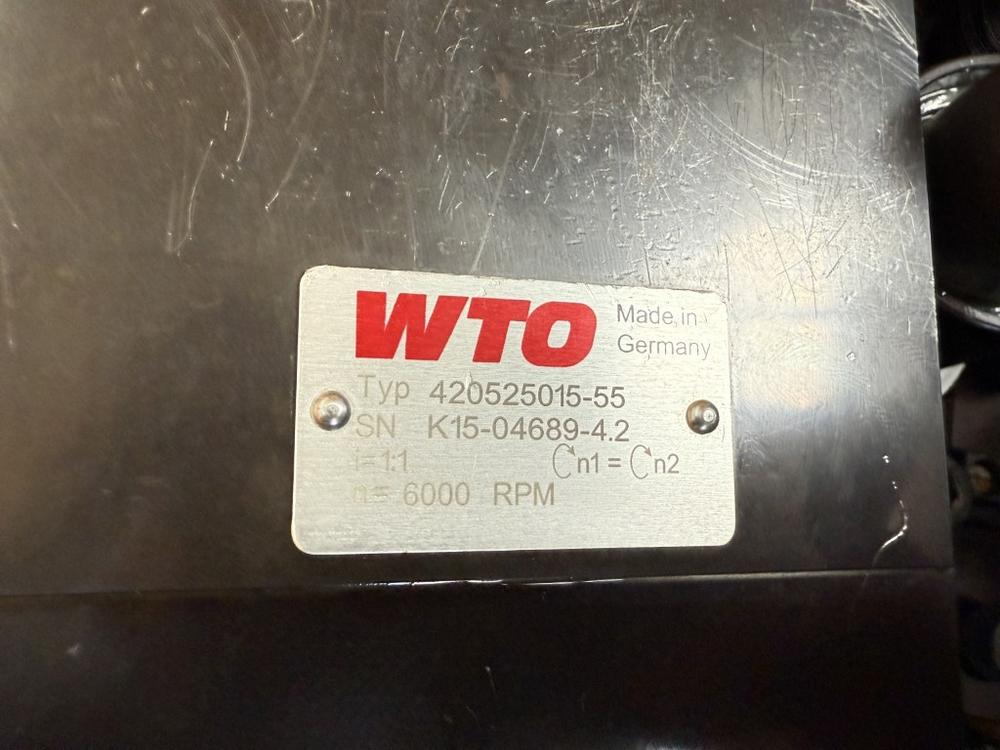 WTO
Made in
Germany
Typ 420525015-55
SN K15-04689-4.2
i=1:1 n1 = n2
n= 6000 RPM